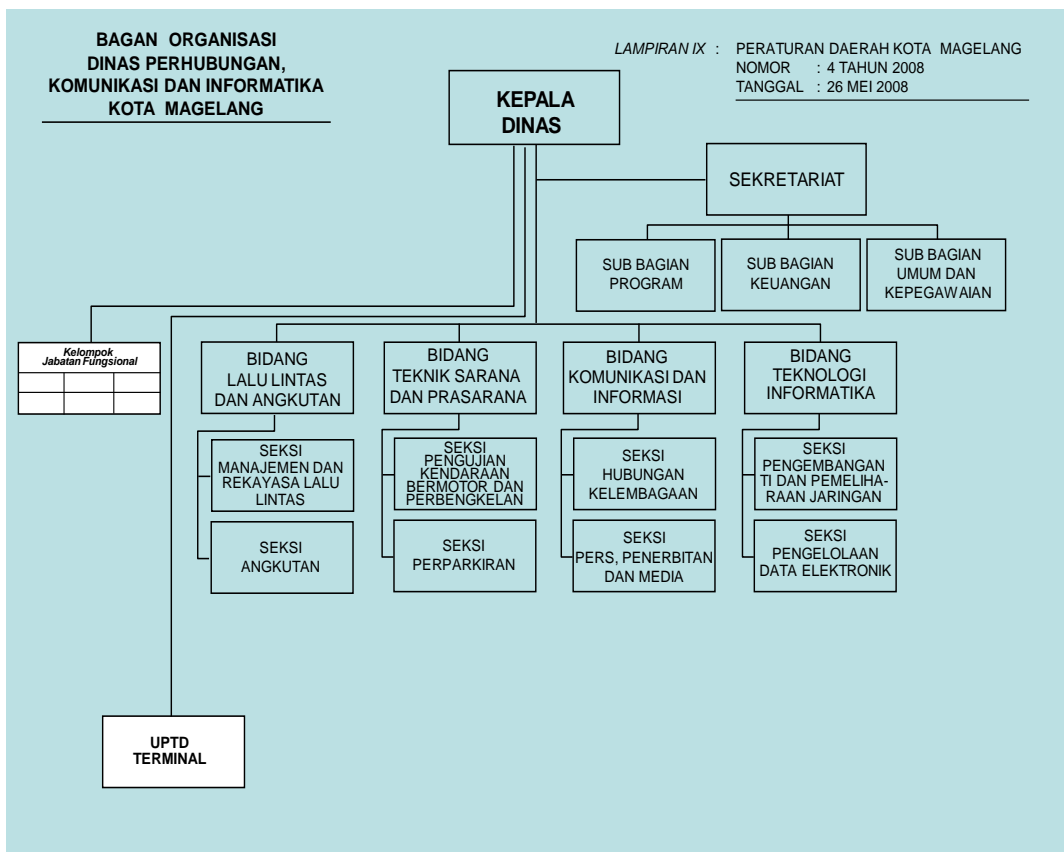 BAGAN ORGANISASI
DINAS PERHUBUNGAN,
KOMUNIKASI DAN INFORMATIKA
KOTA MAGELANG
LAMPIRAN IX : PERATURAN DAERAH KOTA MAGELANG
NOMOR : 4 TAHUN 2008
TANGGAL : 26 MEI 2008
KEPALA
DINAS
SEKRETARIAT
SUB BAGIAN
PROGRAM
SUB BAGIAN
KEUANGAN
SUB BAGIAN
UMUM DAN
KEPEGAWAIAN
Kelompok
Jabatan Fungsional
BIDANG
LALU LINTAS
DAN ANGKUTAN
BIDANG
TEKNIK SARANA
DAN PRASARANA
BIDANG
KOMUNIKASI DAN
INFORMASI
BIDANG
TEKNOLOGI
INFORMATIKA
SEKSI
MANAJEMEN DAN
REKAYASA LALU
LINTAS
SEKSI
PENGUJIAN
KENDARAAN
BERMOTOR DAN
PERBENGKELAN
SEKSI
HUBUNGAN
KELEMBAGAAN
SEKSI
PENGEMBANGAN
TI DAN PEMELIHA-
RAAN JARINGAN
SEKSI
ANGKUTAN
SEKSI
PERPARKIRAN
SEKSI
PERS, PENERBITAN
DAN MEDIA
SEKSI
PENGELOLAAN
DATA ELEKTRONIK
UPTD
TERMINAL